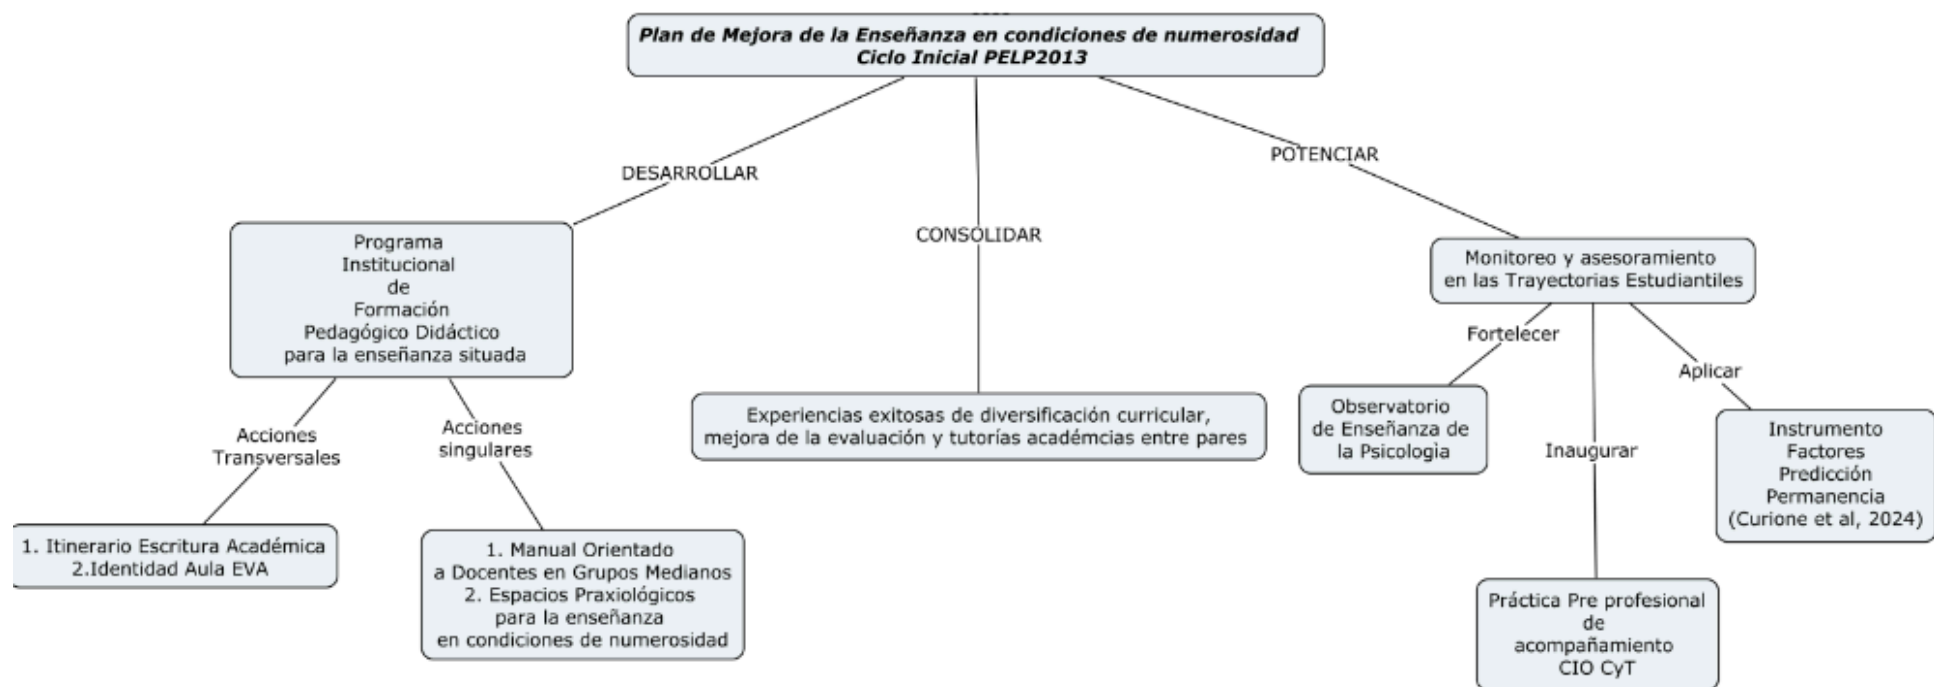 Plan de Mejora de la Enseñanza en condiciones de numerosidad
Ciclo Inicial PELP2013
DESARROLLAR
CONSOLIDAR
POTENCIAR
Programa
Institucional
de
Formación
Pedagógico Didáctico
para la enseñanza situada
Acciones
Transversales
Acciones
singulares
1. Itinerario Escritura Académica
2.Identidad Aula EVA
1. Manual Orientado
a Docentes en Grupos Medianos
2. Espacios Praxiológicos
para la enseñanza
en condiciones de numerosidad
Experiencias exitosas de diversificación curricular,
mejora de la evaluación y tutorías académcias entre pares
Monitoreo y asesoramiento
en las Trayectorias Estudiantiles
Fortelecer
Inaugurar
Aplicar
Observatorio
de Enseñanza de
la Psicologìa
Práctica Pre profesional
de
acompañamiento
CIO CyT
Instrumento
Factores
Predicción
Permanencia
(Curione et al, 2024)